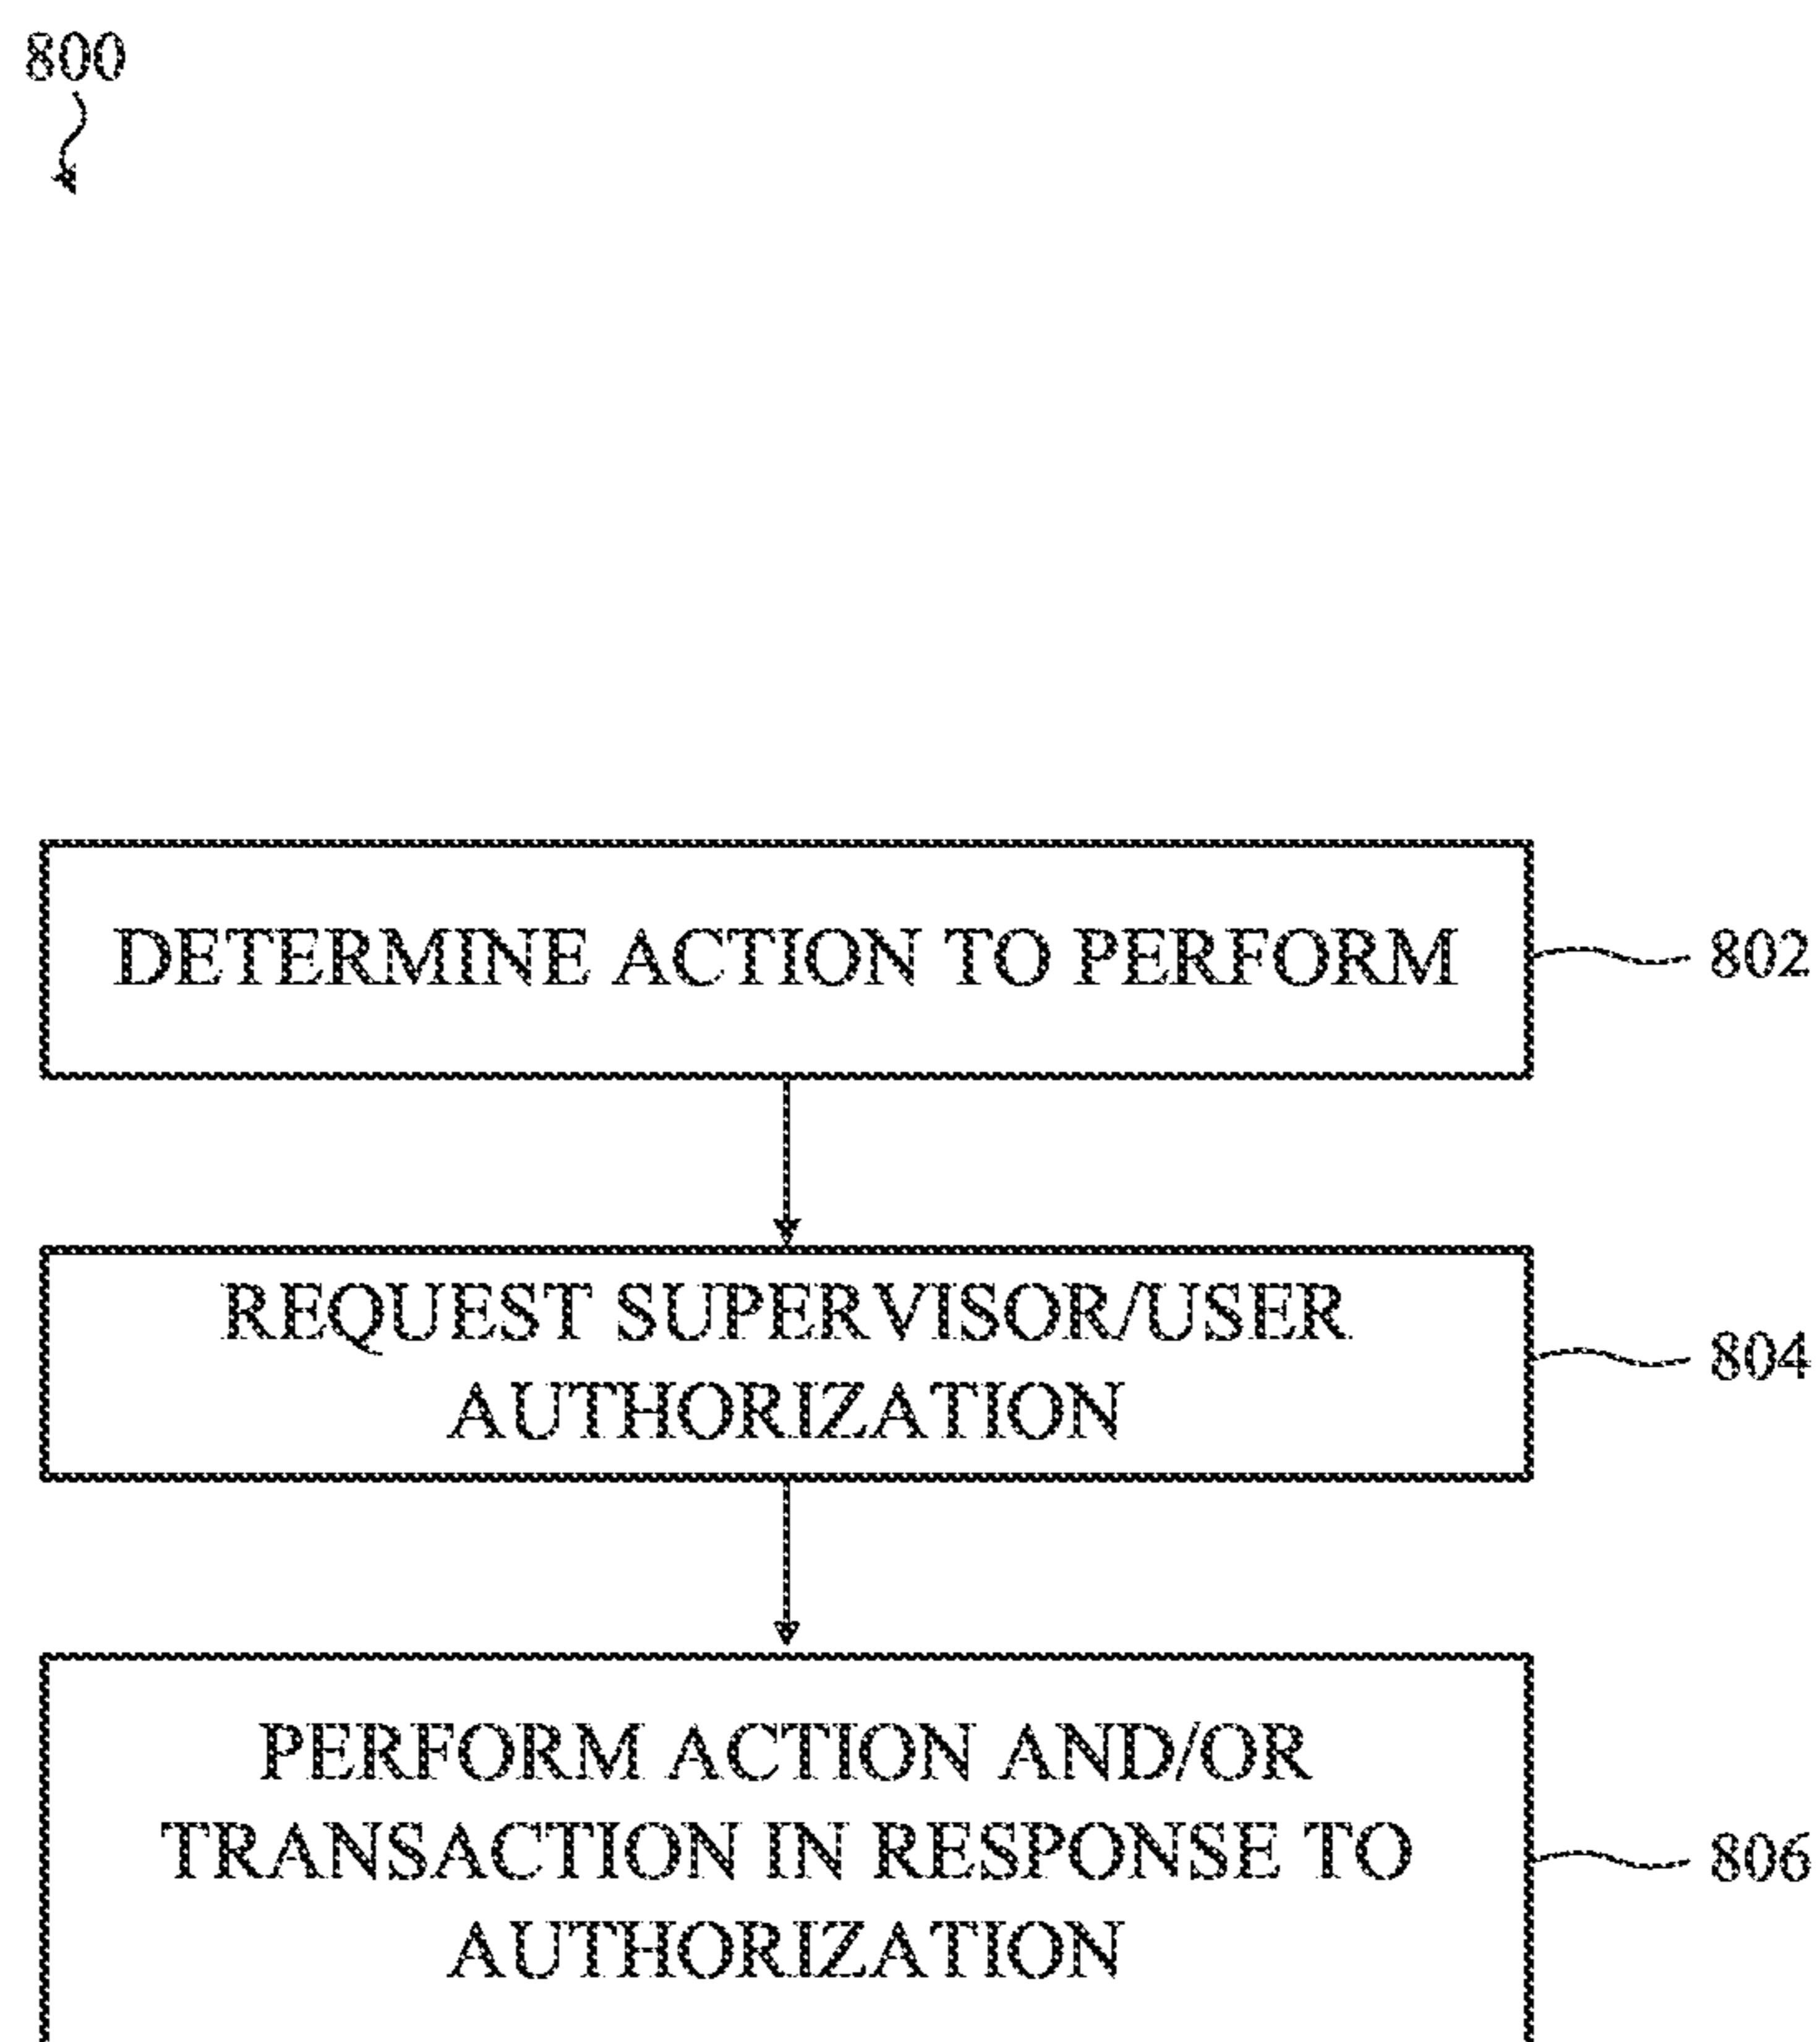 800
DETERMINE ACTION TO PERFORM
802
REQUEST SUPERVISOR/USER
AUTHORIZATION
804
PERFORM ACTION AND/OR
TRANSACTION IN RESPONSE TO
AUTHORIZATION
806